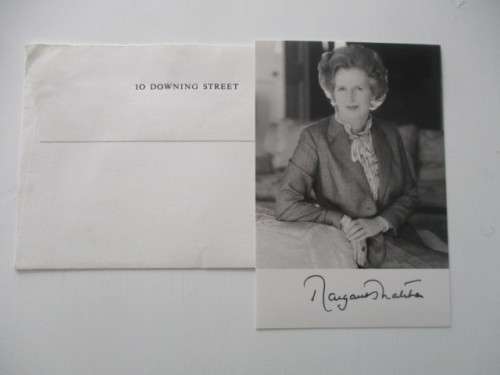 10 DOWNING STREET
Margaret Thatcher